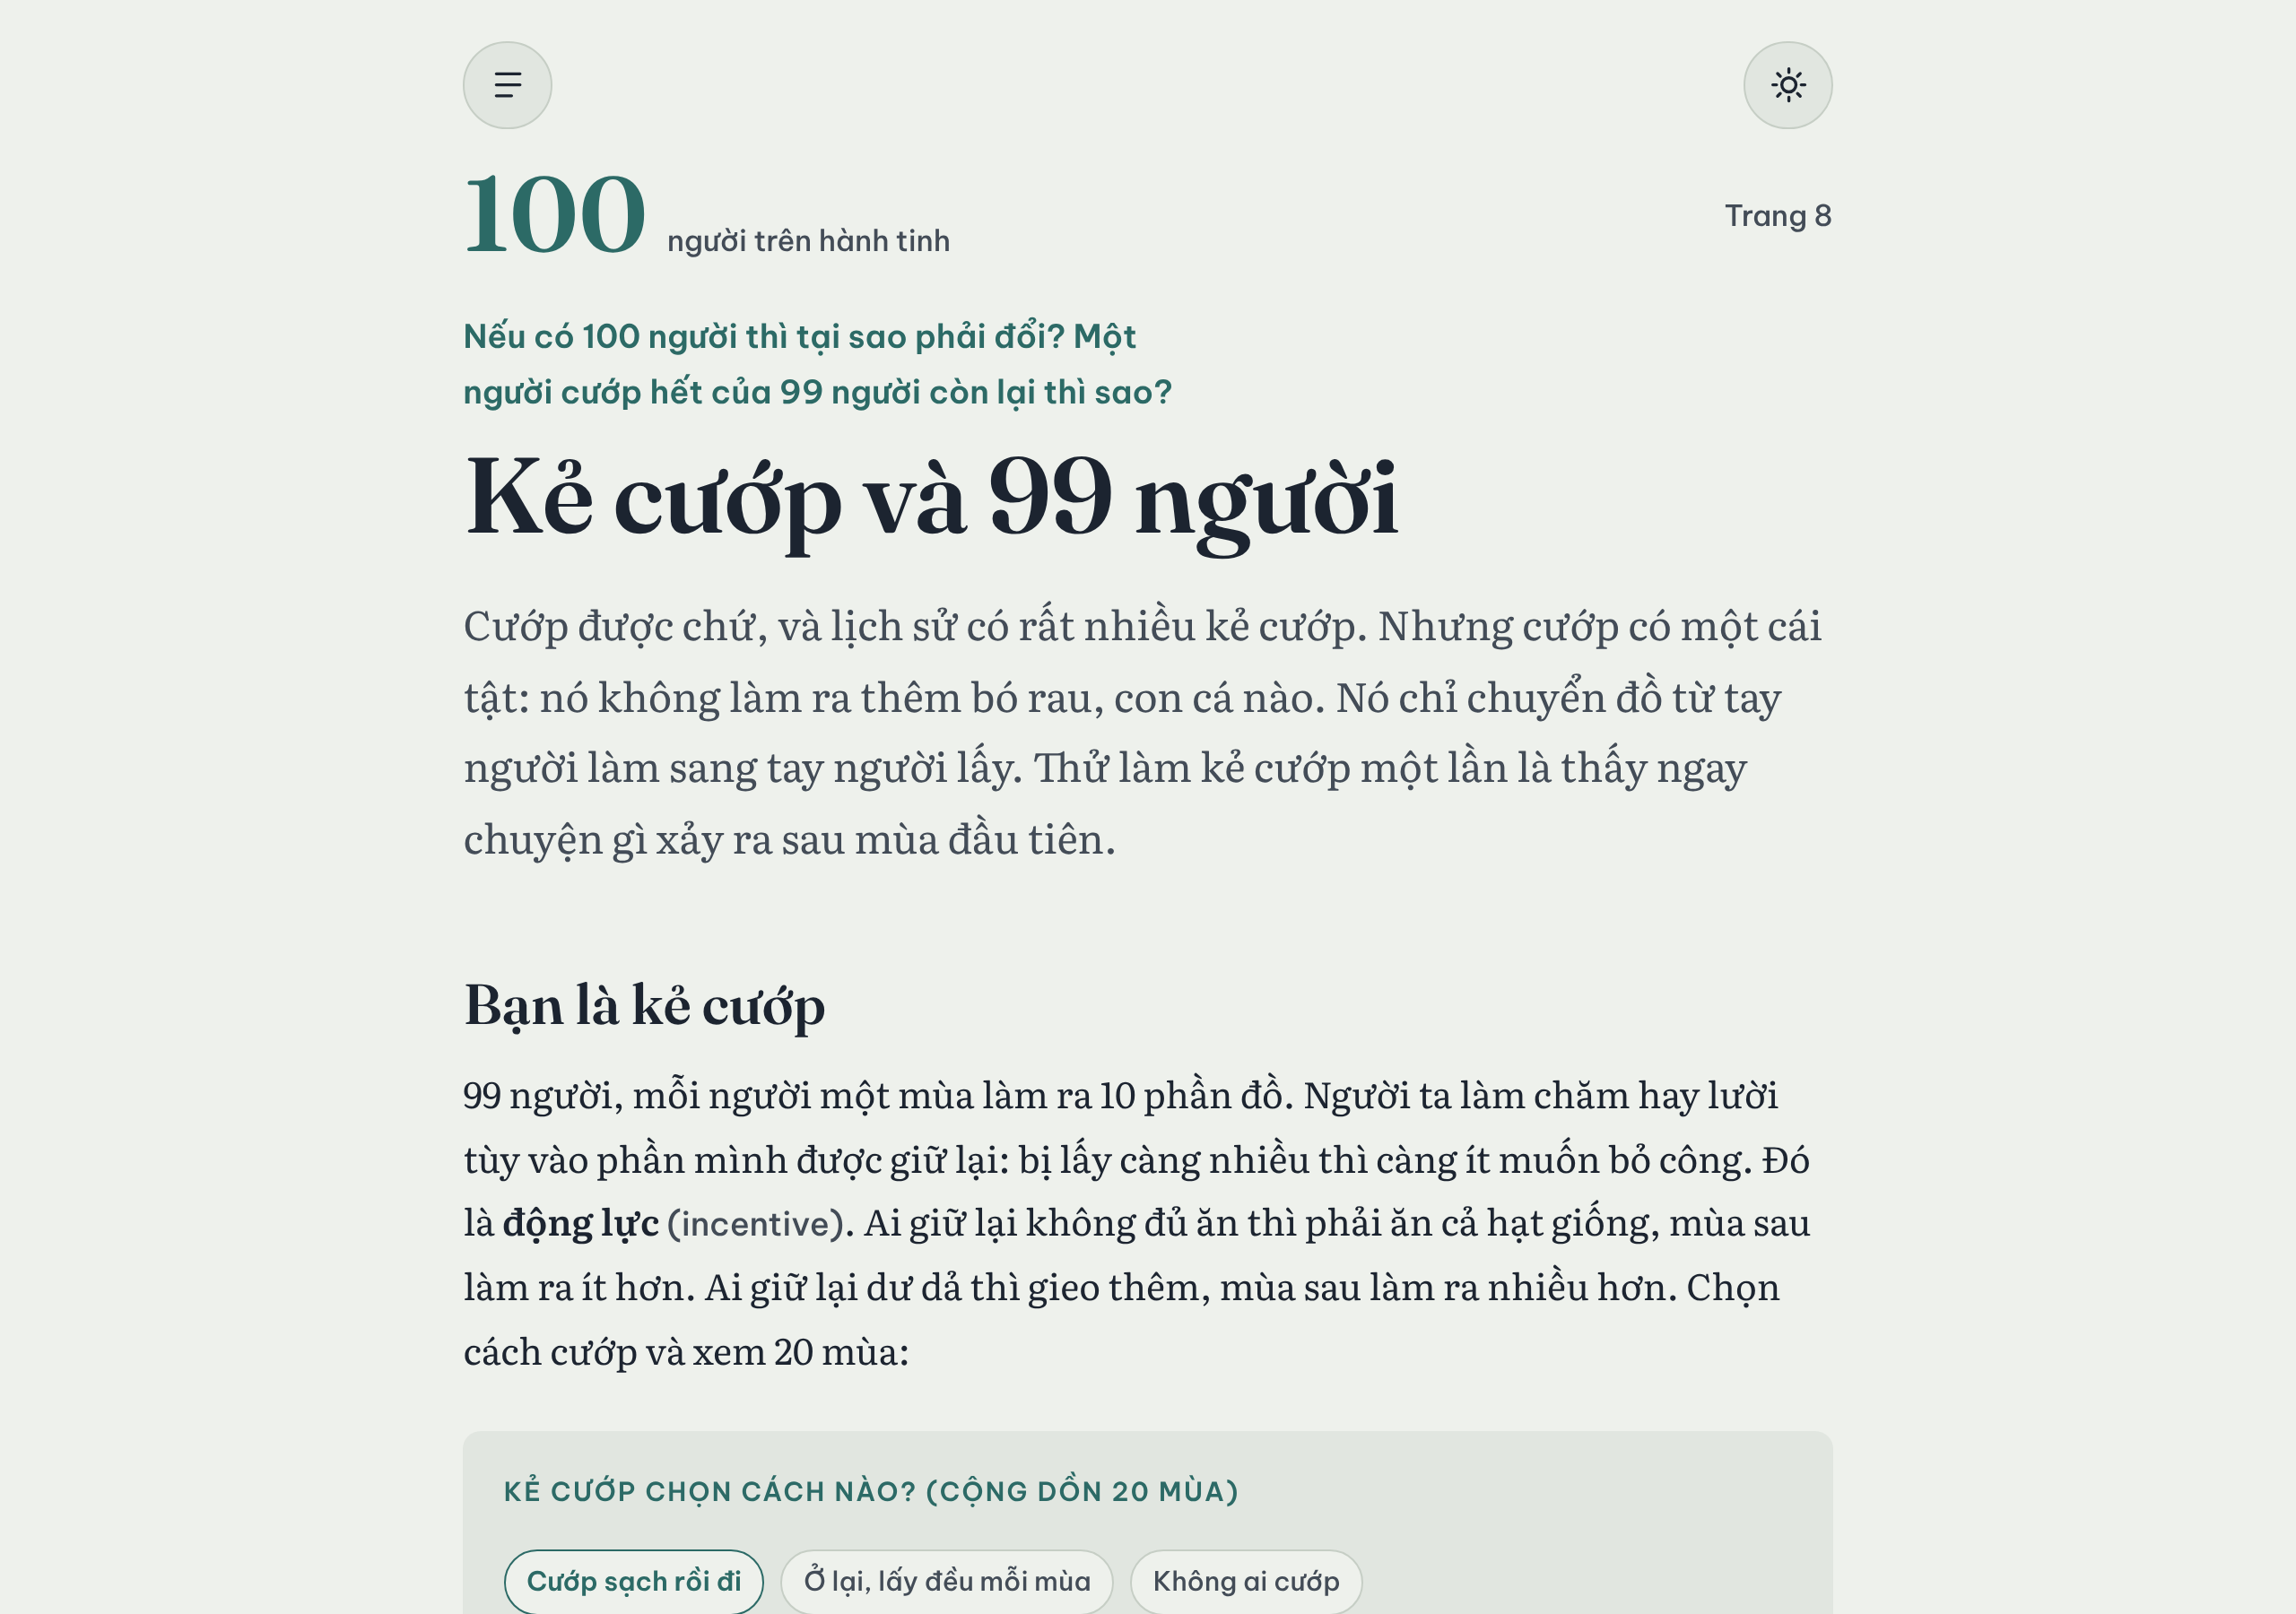 100 người trên hành tinh
Trang 8
Nếu có 100 người thì tại sao phải đổi? Một
người cướp hết của 99 người còn lại thì sao?
Kẻ cướp và 99 người
Cướp được chứ, và lịch sử có rất nhiều kẻ cướp. Nhưng cướp có một cái
tật: nó không làm ra thêm bó rau, con cá nào. Nó chỉ chuyển đồ từ tay
người làm sang tay người lấy. Thử làm kẻ cướp một lần là thấy ngay
chuyện gì xảy ra sau mùa đầu tiên.
Bạn là kẻ cướp
99 người, mỗi người một mùa làm ra 10 phần đồ. Người ta làm chăm hay lười
tùy vào phần mình được giữ lại: bị lấy càng nhiều thì càng ít muốn bỏ công. Đó
là động lực (incentive). Ai giữ lại không đủ ăn thì phải ăn cả hạt giống, mùa sau
làm ra ít hơn. Ai giữ lại dư dả thì gieo thêm, mùa sau làm ra nhiều hơn. Chọn
cách cướp và xem 20 mùa:
KẺ CƯỚP CHỌN CÁCH NÀO? (CỘNG DỒN 20 MÙA)
Cướp sạch rồi đi
Ở lại, lấy đều mỗi mùa
Không ai cướp